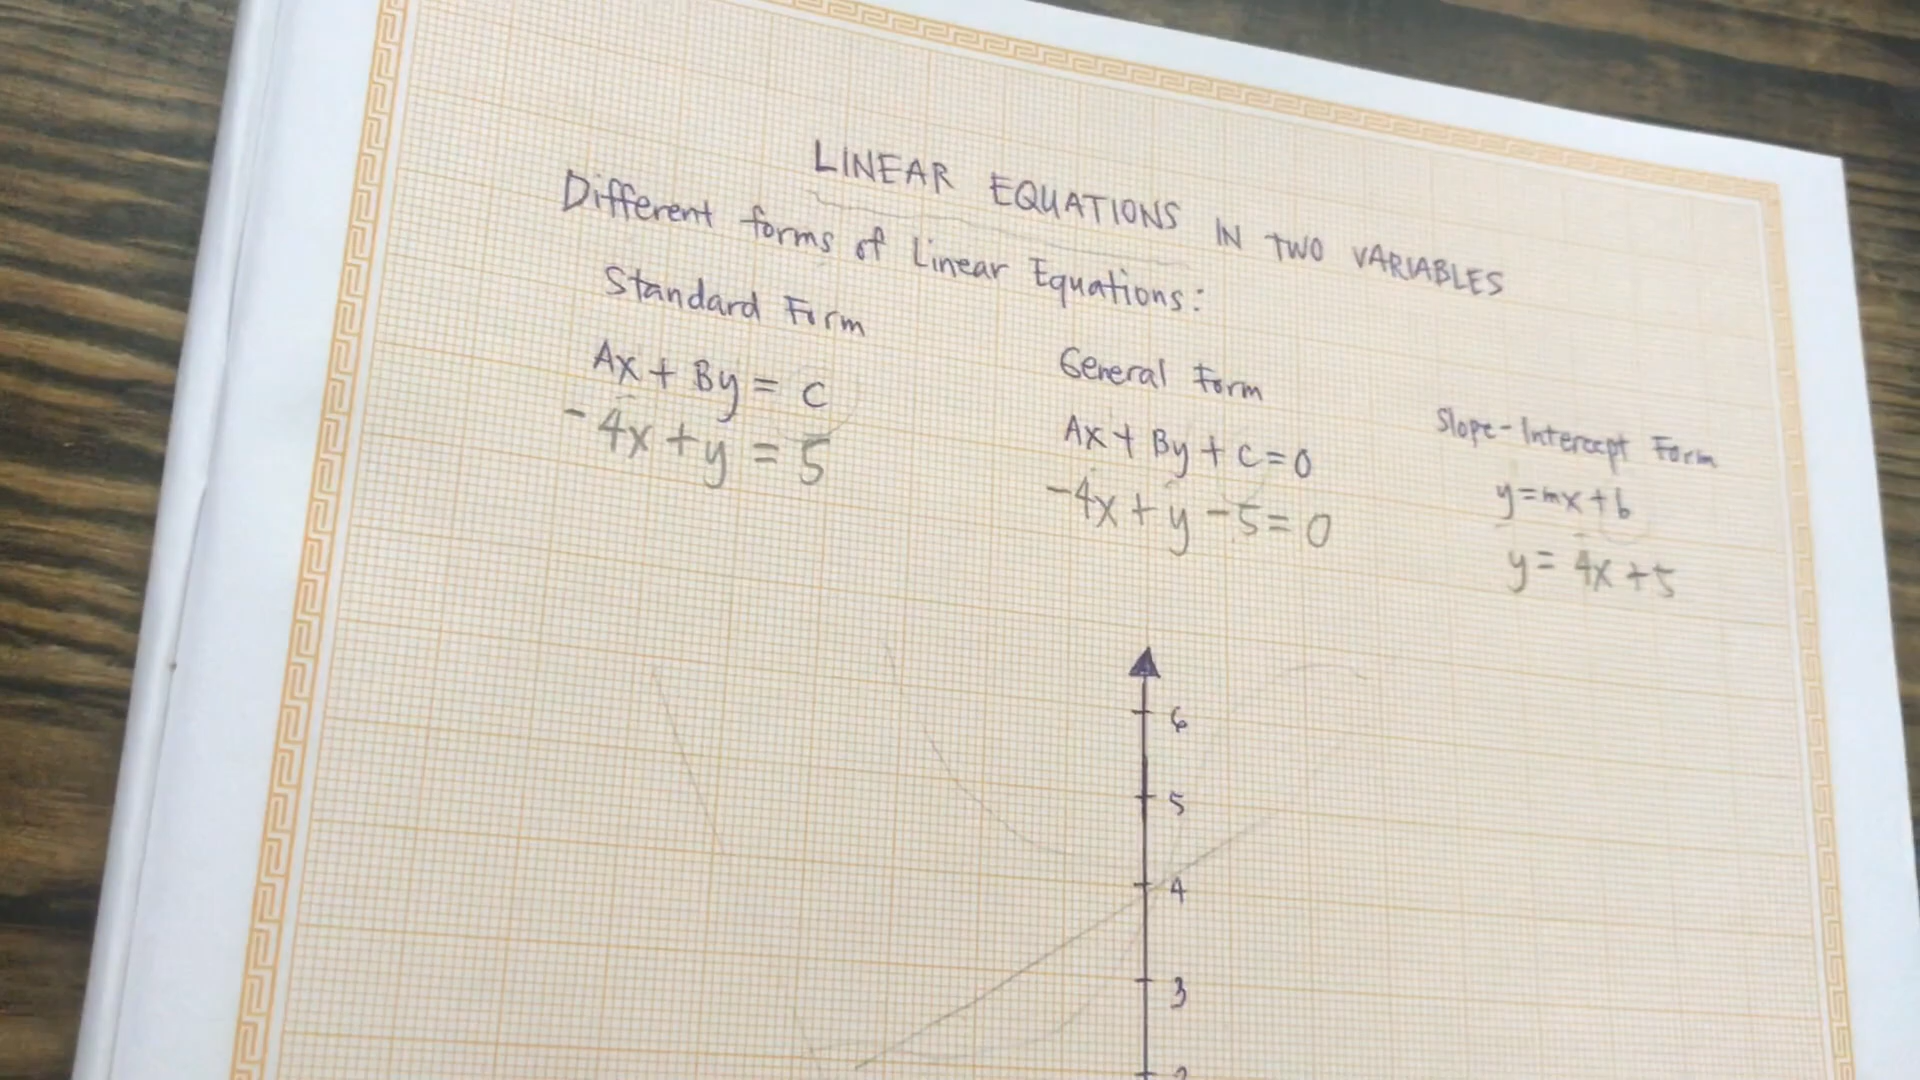 LINEAR EQUATIONS IN TWO VARIABLES
Different forms of Linear Equations:
Standard Form
Ax + By = C
-4x + y = 5
General Form
Ax + By + C = 0
-4x + y - 5 = 0
Slope-Intercept Form
y = mx + b
y = 4x + 5
6
5
4
3